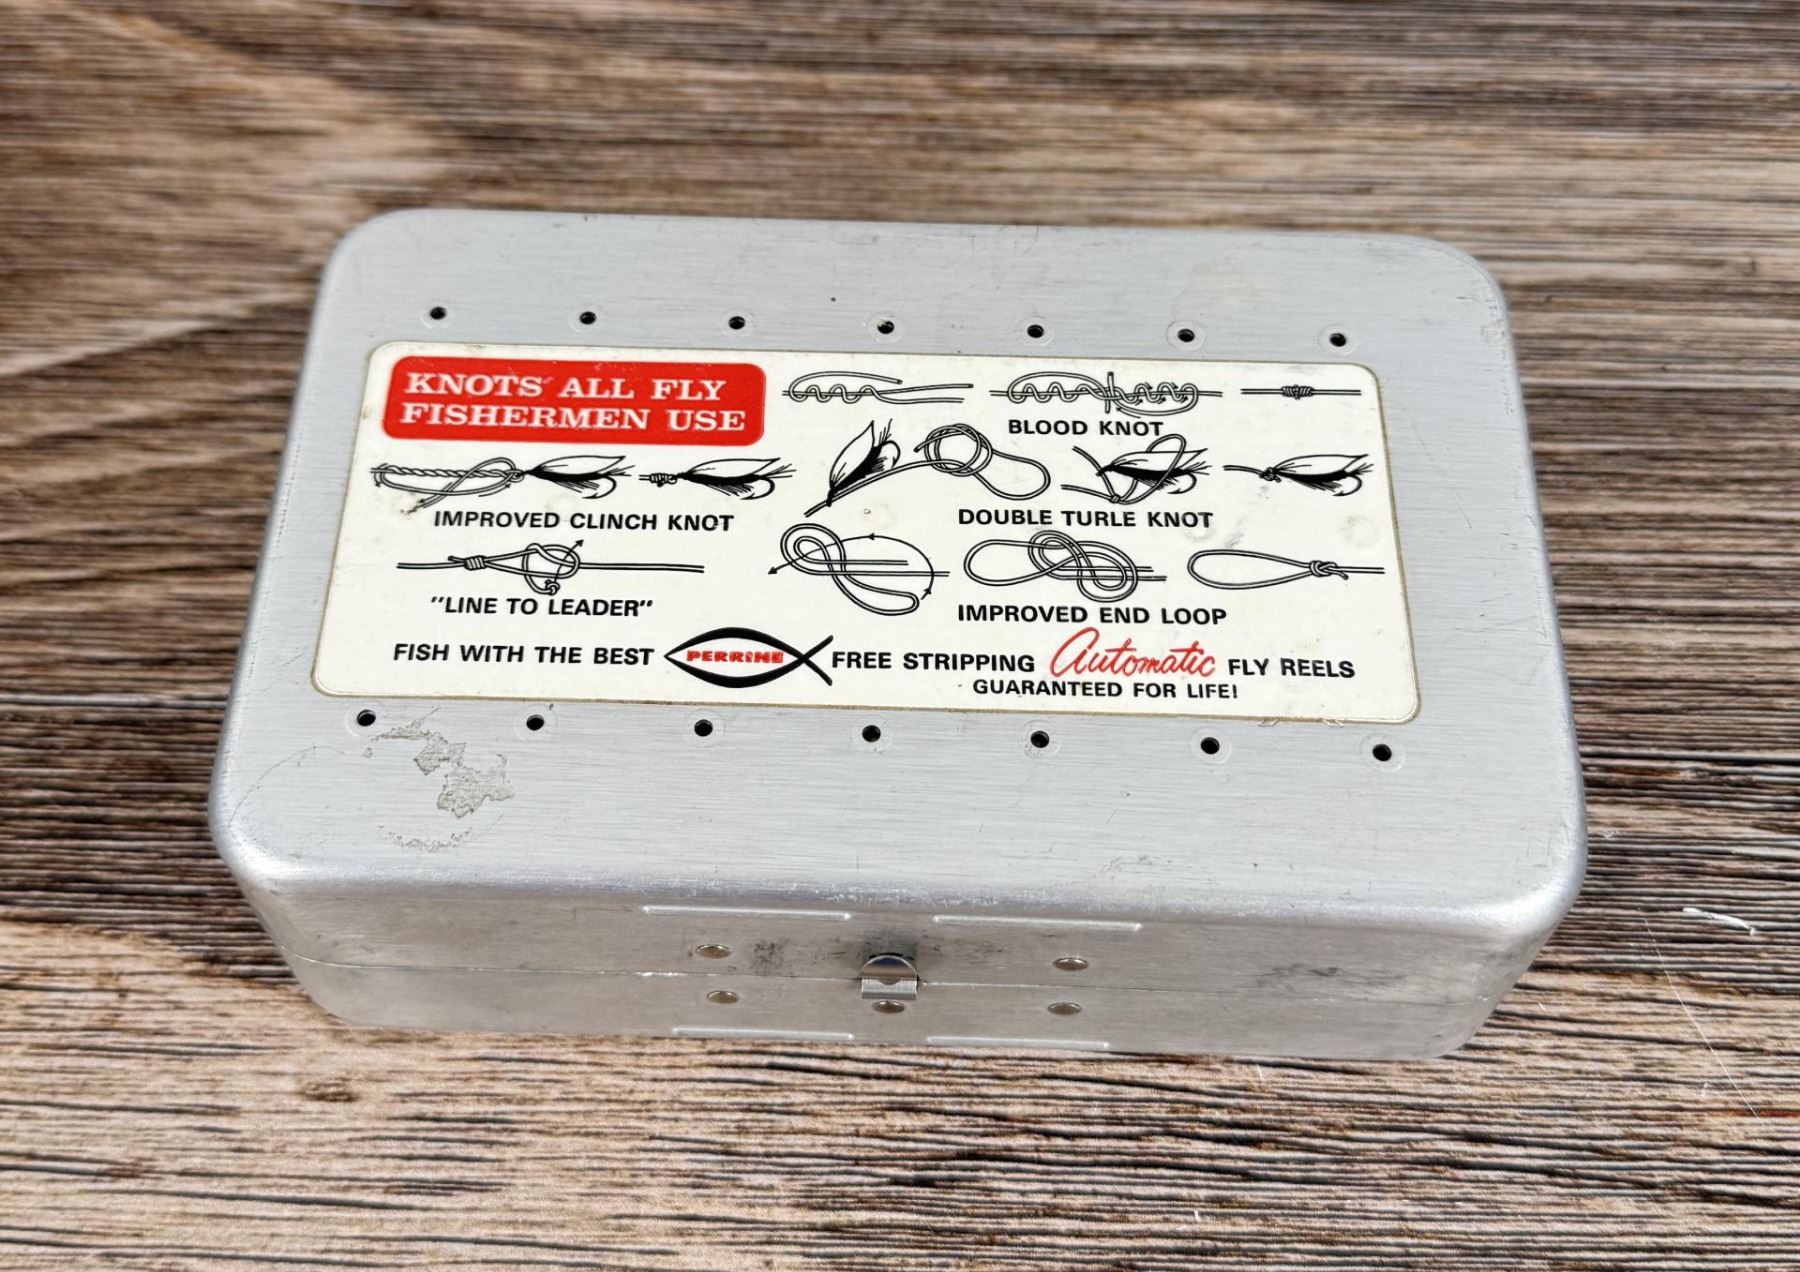 KNOTS ALL FLY
FISHERMEN USE
BLOOD KNOT
IMPROVED CLINCH KNOT
DOUBLE TURLE KNOT
"LINE TO LEADER"
IMPROVED END LOOP
FISH WITH THE BEST PERRINE FREE STRIPPING Automatic FLY REELS
GUARANTEED FOR LIFE!